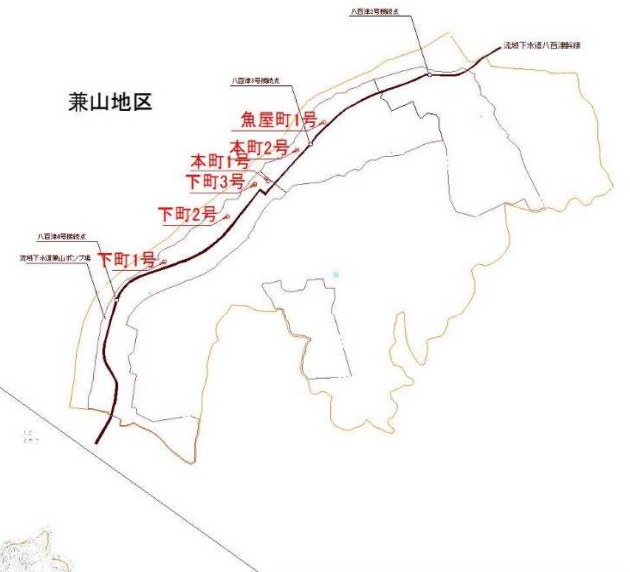 八百津2号接続点
流域下水道八百津幹線
八百津3号接続点
兼山地区
魚屋町1号
本町2号
本町1号
下町3号
下町2号
八百津4号接続点
流域下水道兼山ポンプ場
下町1号